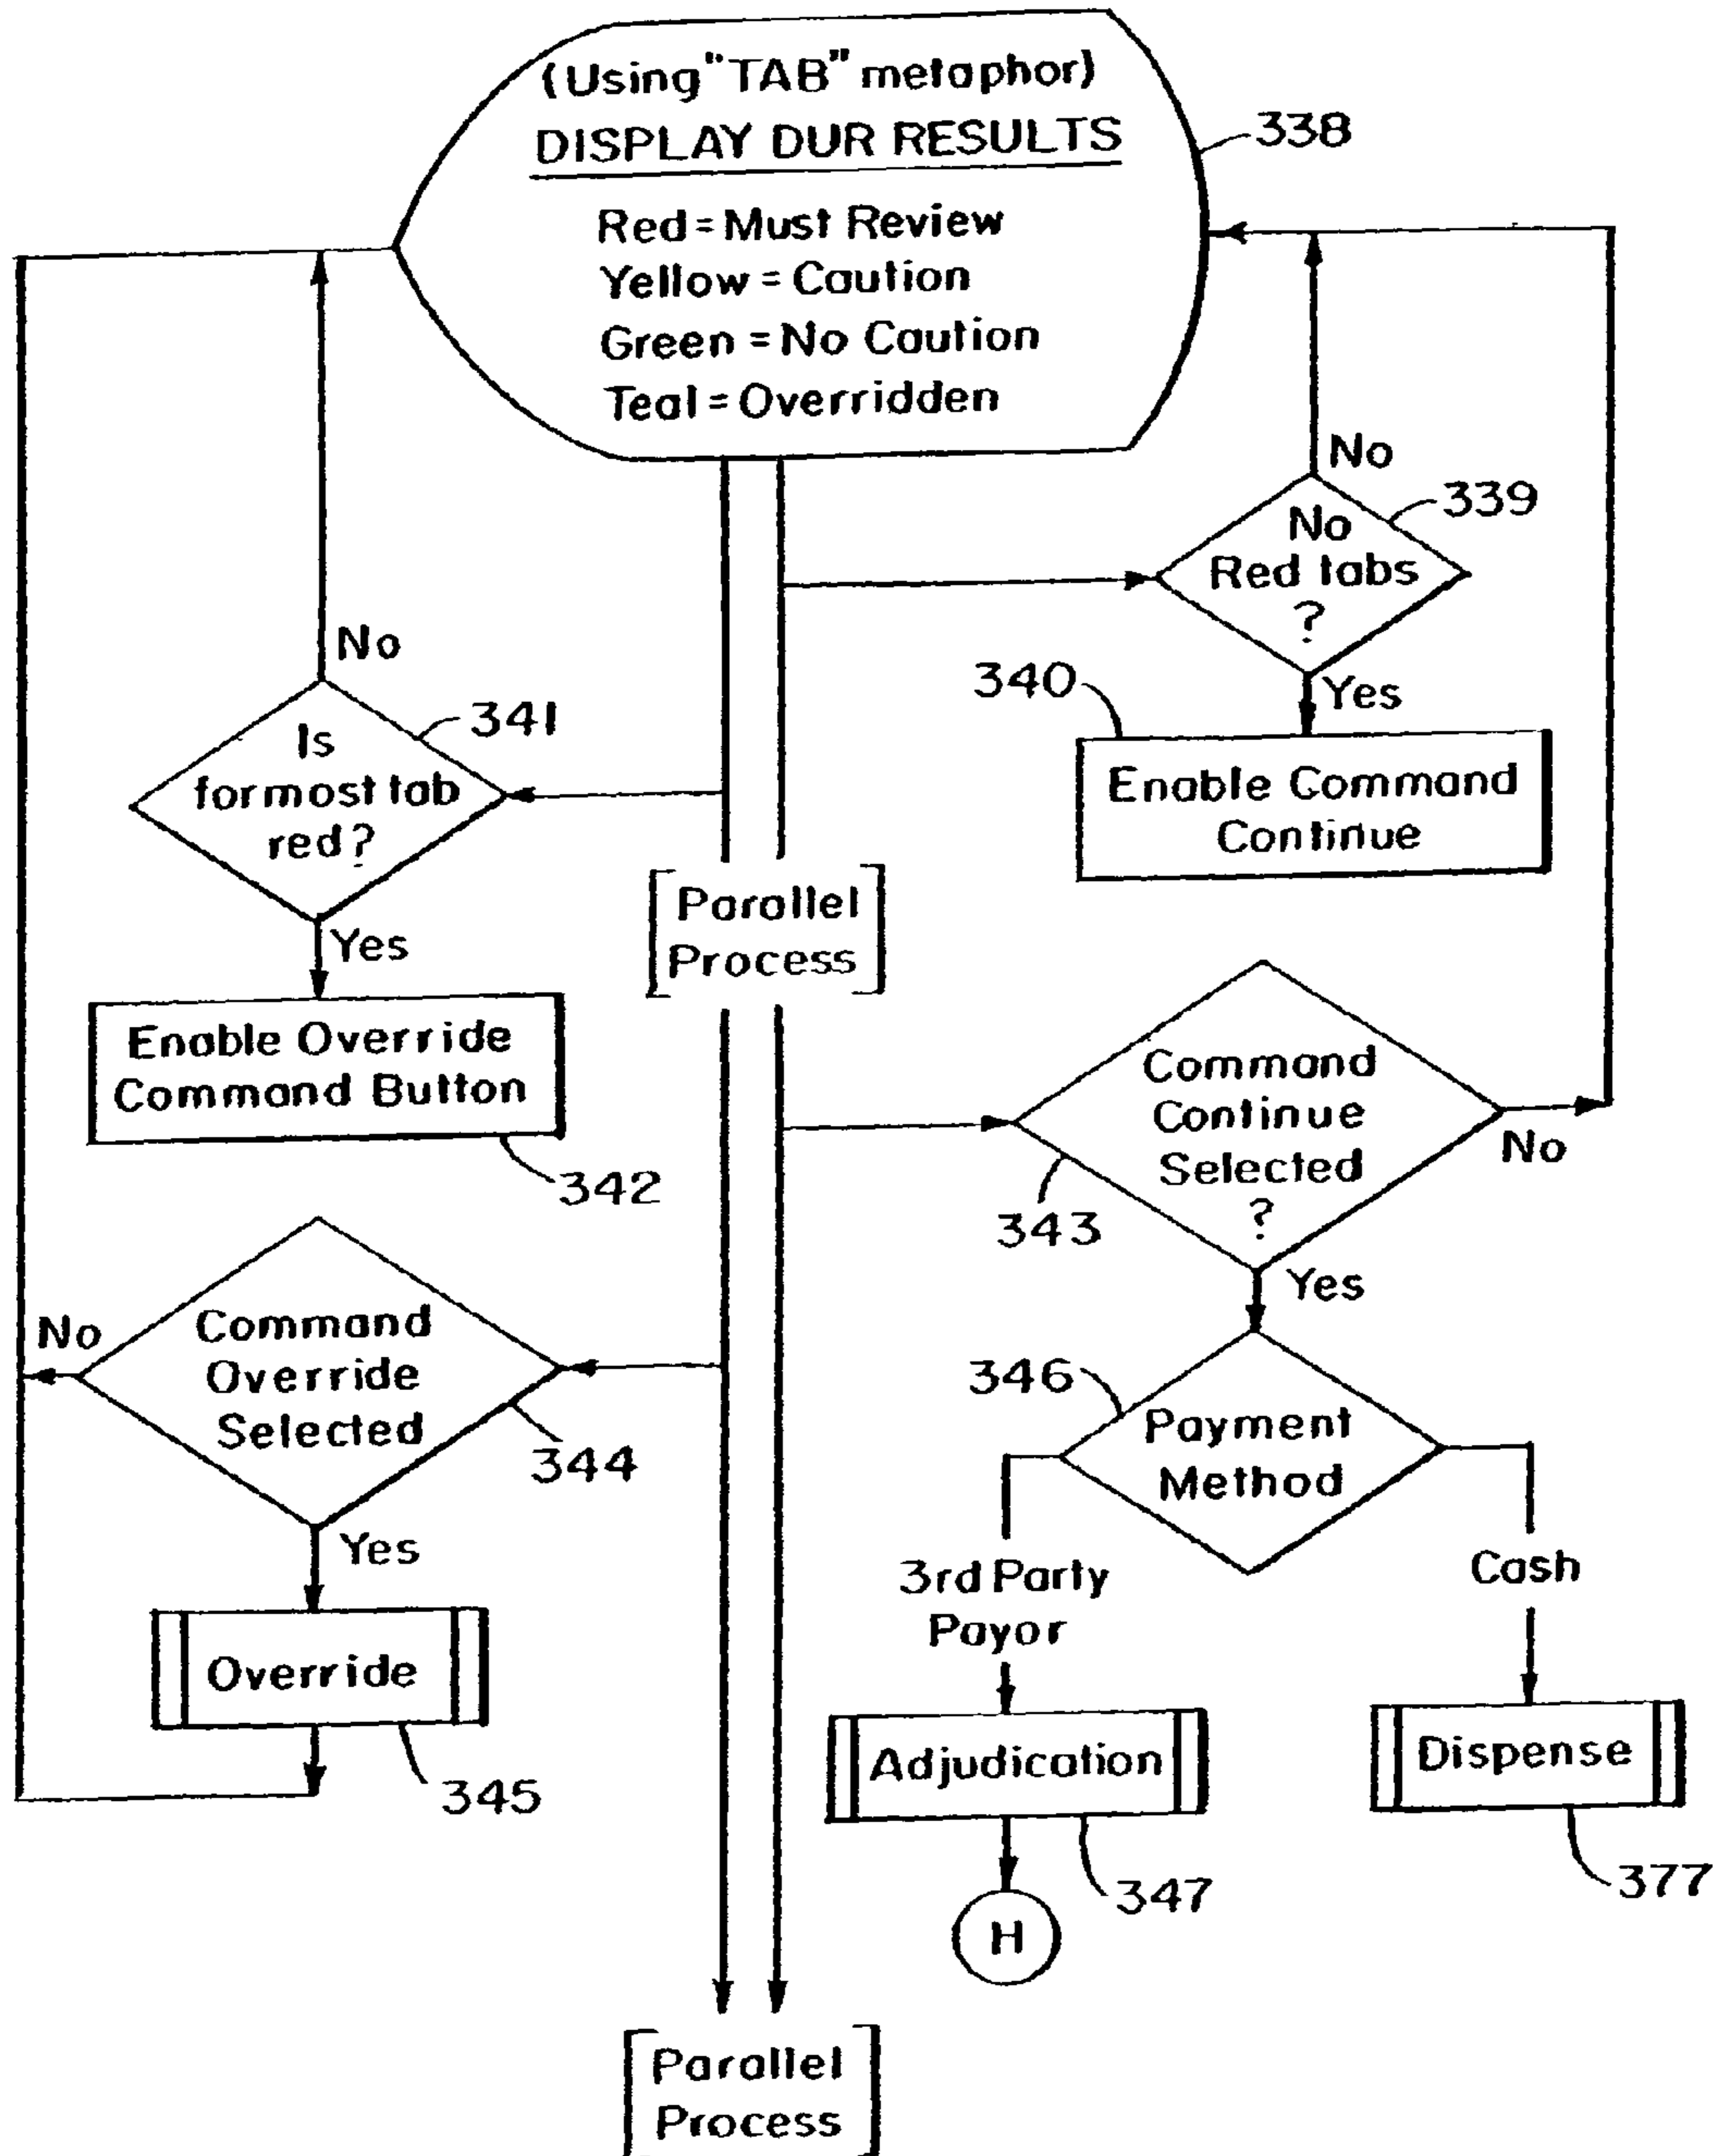 (Using "TAB" metaphor)
DISPLAY DUR RESULTS
Red = Must Review
Yellow = Caution
Green = No Caution
Teal = Overridden
338
No
339
No
Red tabs
?
Yes
340
Enable Command
Continue
No
341
Is
formost tab
red?
Yes
[Parallel
Process]
Enable Override
Command Button
342
Command
Continue
Selected
?
No
343
Yes
No
Command
Override
Selected
344
346
Payment
Method
Yes
3rd Party
Payor
Cash
Override
345
Adjudication
347
Dispense
377
H
[Parallel
Process]